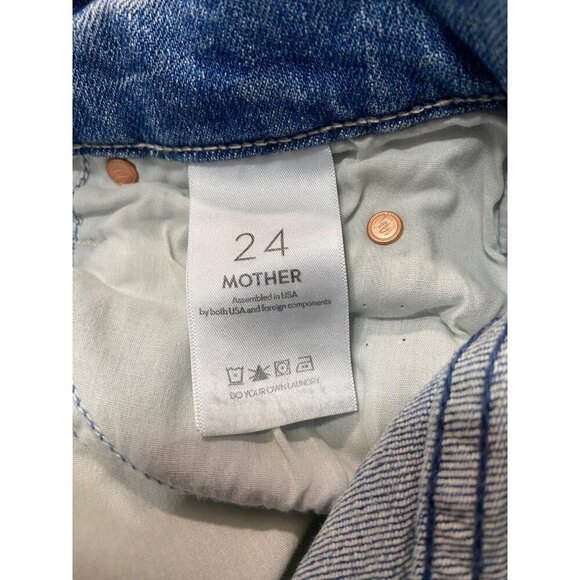 24
MOTHER
Assembled in USA
by both USA and foreign components
DO YOUR OWN LAUNDRY